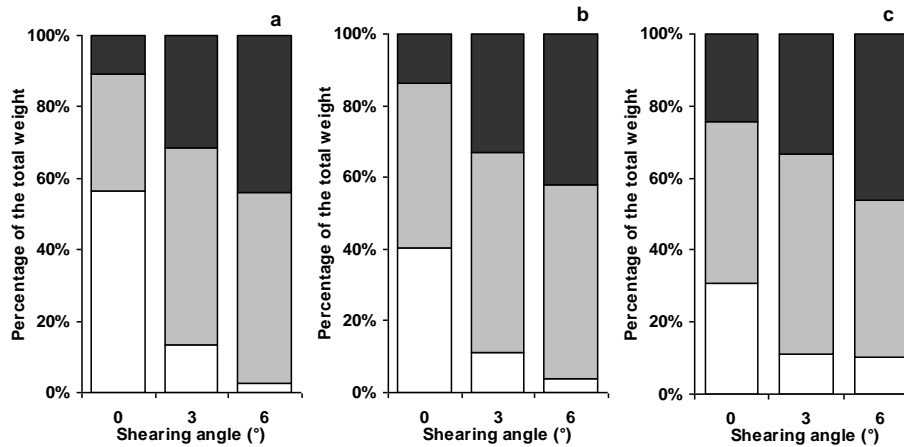 a
100%
80%
60%
40%
20%
0%
Percentage of the total weight
0 3 6
Shearing angle (°)
b
100%
80%
60%
40%
20%
0%
Percentage of the total weight
0 3 6
Shearing angle (°)
c
100%
80%
60%
40%
20%
0%
Percentage of the total weight
0 3 6
Shearing angle (°)